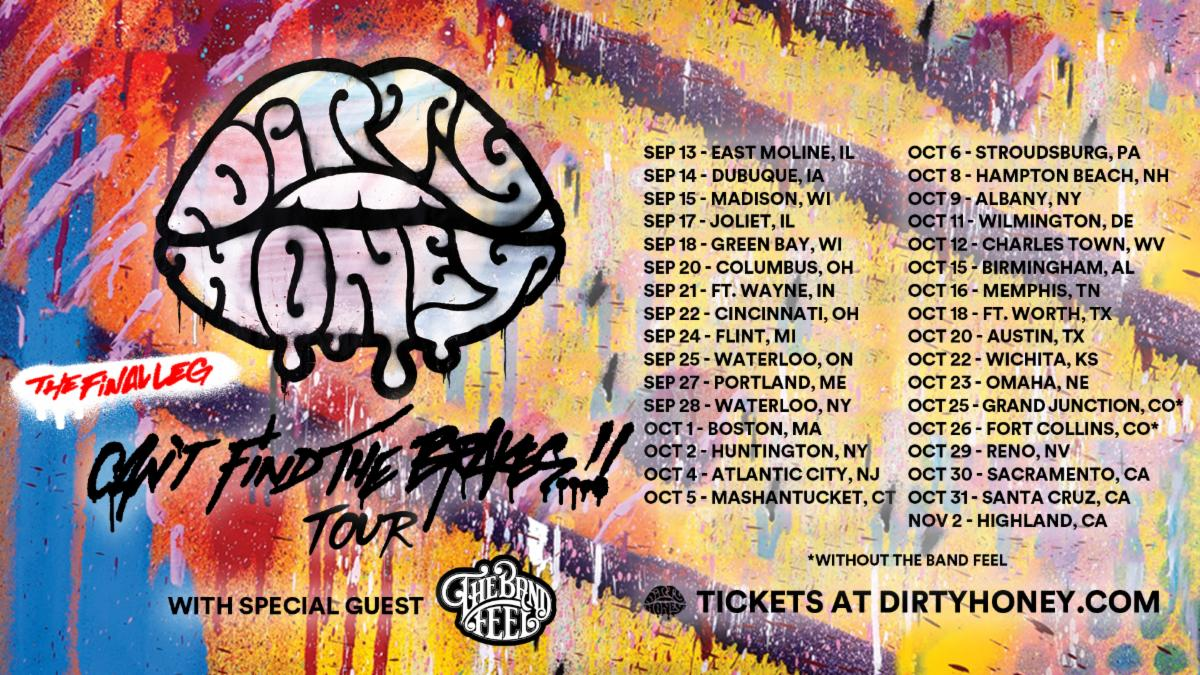 DIRTY
HONEY
THE FINAL LEG
CAN'T FIND THE BRAKES...!!
TOUR
WITH SPECIAL GUEST
THE BAND
FEEL
SEP 13 - EAST MOLINE, IL
SEP 14 - DUBUQUE, IA
SEP 15 - MADISON, WI
SEP 17 - JOLIET, IL
SEP 18 - GREEN BAY, WI
SEP 20 - COLUMBUS, OH
SEP 21 - FT. WAYNE, IN
SEP 22 - CINCINNATI, OH
SEP 24 - FLINT, MI
SEP 25 - WATERLOO, ON
SEP 27 - PORTLAND, ME
SEP 28 - WATERLOO, NY
OCT 1 - BOSTON, MA
OCT 2 - HUNTINGTON, NY
OCT 4 - ATLANTIC CITY, NJ
OCT 5 - MASHANTUCKET, CT
OCT 6 - STROUDSBURG, PA
OCT 8 - HAMPTON BEACH, NH
OCT 9 - ALBANY, NY
OCT 11 - WILMINGTON, DE
OCT 12 - CHARLES TOWN, WV
OCT 15 - BIRMINGHAM, AL
OCT 16 - MEMPHIS, TN
OCT 18 - FT. WORTH, TX
OCT 20 - AUSTIN, TX
OCT 22 - WICHITA, KS
OCT 23 - OMAHA, NE
OCT 25 - GRAND JUNCTION, CO*
OCT 26 - FORT COLLINS, CO*
OCT 29 - RENO, NV
OCT 30 - SACRAMENTO, CA
OCT 31 - SANTA CRUZ, CA
NOV 2 - HIGHLAND, CA
*WITHOUT THE BAND FEEL
DIRTY
HONEY
TICKETS AT DIRTYHONEY.COM